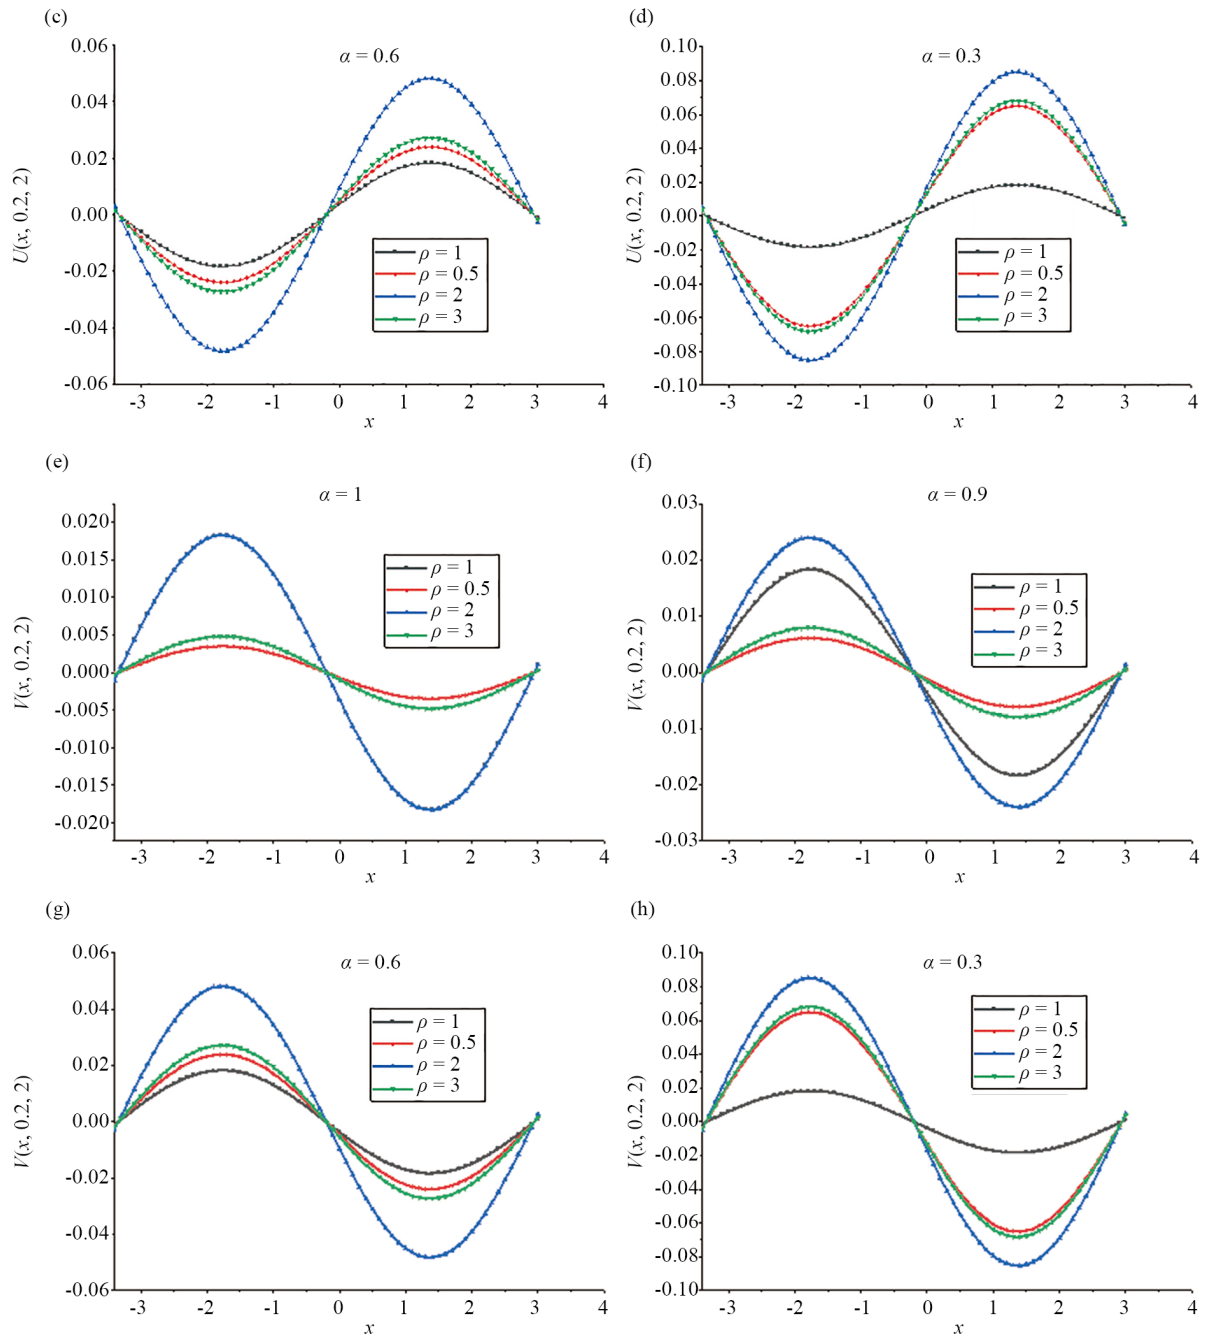 (c)
α = 0.6
0.06
0.04
0.02
0.00
-0.02
-0.04
-0.06
U(x, 0.2, 2)
ρ = 1
ρ = 0.5
ρ = 2
ρ = 3
-3 -2 -1 0 1 2 3 4
x
(d)
α = 0.3
0.10
0.08
0.06
0.04
0.02
0.00
-0.02
-0.04
-0.06
-0.08
-0.10
U(x, 0.2, 2)
ρ = 1
ρ = 0.5
ρ = 2
ρ = 3
-3 -2 -1 0 1 2 3 4
x
(e)
α = 1
0.020
0.015
0.010
0.005
0.000
-0.005
-0.010
-0.015
-0.020
V(x, 0.2, 2)
ρ = 1
ρ = 0.5
ρ = 2
ρ = 3
-3 -2 -1 0 1 2 3 4
x
(f)
α = 0.9
0.03
0.02
0.01
0.00
0.01
-0.02
-0.03
V(x, 0.2, 2)
ρ = 1
ρ = 0.5
ρ = 2
ρ = 3
-3 -2 -1 0 1 2 3 4
x
(g)
α = 0.6
0.06
0.04
0.02
0.00
-0.02
-0.04
-0.06
V(x, 0.2, 2)
ρ = 1
ρ = 0.5
ρ = 2
ρ = 3
-3 -2 -1 0 1 2 3 4
x
(h)
α = 0.3
0.10
0.08
0.06
0.04
0.02
0.00
-0.02
-0.04
-0.06
-0.08
-0.10
V(x, 0.2, 2)
ρ = 1
ρ = 0.5
ρ = 2
ρ = 3
-3 -2 -1 0 1 2 3 4
x